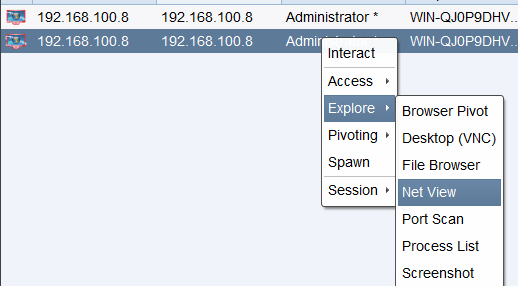 192.168.100.8 192.168.100.8 Administrator * WIN-QJ0P9DHV...
192.168.100.8 192.168.100.8 WIN-QJ0P9DHV...
Interact
Access
Explore
Browser Pivot
Pivoting
Desktop (VNC)
Spawn
File Browser
Session
Net View
Port Scan
Process List
Screenshot